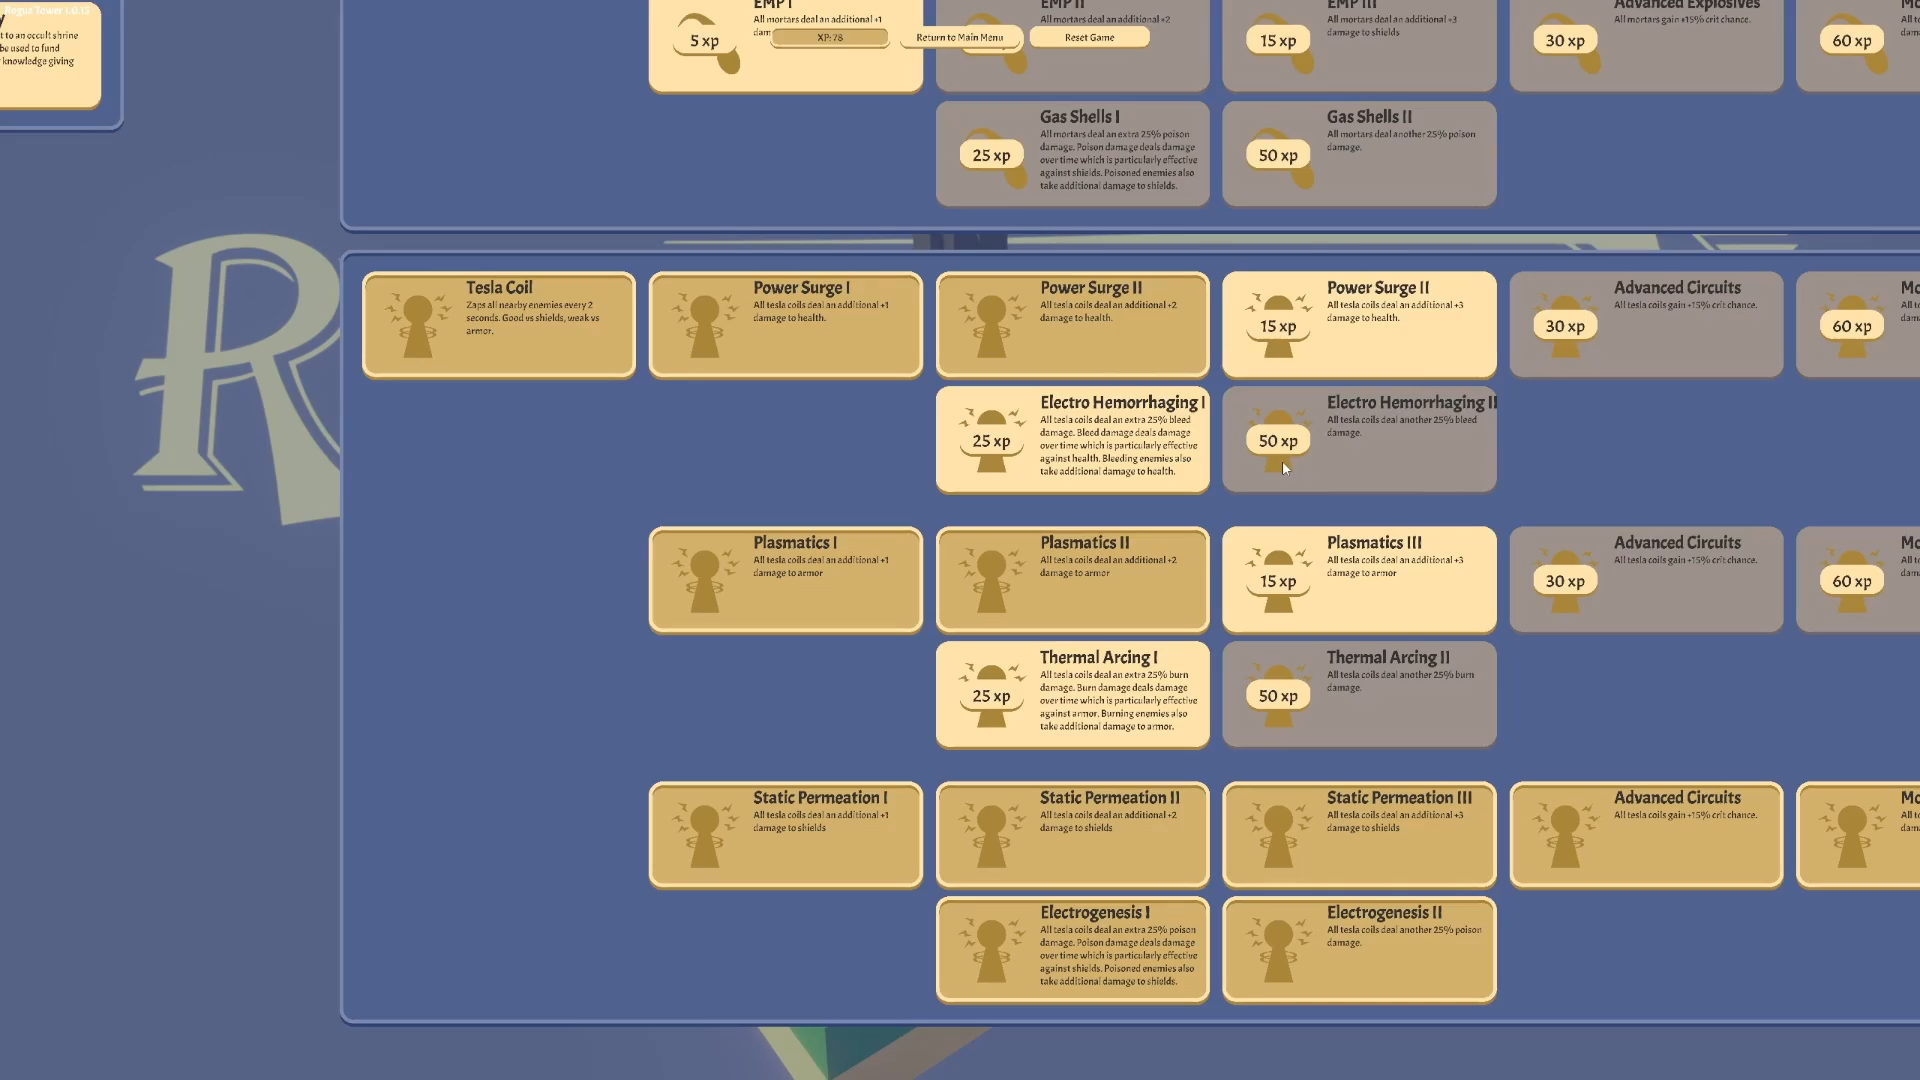 Rogue Tower 1.0.13
y
t to an occult shrine
be used to fund
knowledge giving
EMP I
All mortars deal an additional +1
dam
5 xp
XP: 78
Return to Main Menu
Reset Game
EMP II
All mortars deal an additional +2
EMP III
All mortars deal an additional +3
damage to shields
15 xp
Advanced Explosives
All mortars gain +15% crit chance.
30 xp
Mo
All mo
dama
60 xp
Gas Shells I
All mortars deal an extra 25% poison
damage. Poison damage deals damage
over time which is particularly effective
against shields. Poisoned enemies also
take additional damage to shields.
25 xp
Gas Shells II
All mortars deal another 25% poison
damage.
50 xp
R
Tesla Coil
Zaps all nearby enemies every 2
seconds. Good vs shields, weak vs
armor.
Power Surge I
All tesla coils deal an additional +1
damage to health.
Power Surge II
All tesla coils deal an additional +2
damage to health.
Power Surge II
All tesla coils deal an additional +3
damage to health.
15 xp
Advanced Circuits
All tesla coils gain +15% crit chance.
30 xp
Mo
All te
dama
60 xp
Electro Hemorrhaging I
All tesla coils deal an extra 25% bleed
damage. Bleed damage deals damage
over time which is particularly effective
against health. Bleeding enemies also
take additional damage to health.
25 xp
Electro Hemorrhaging II
All tesla coils deal another 25% bleed
damage.
50 xp
Plasmatics I
All tesla coils deal an additional +1
damage to armor
Plasmatics II
All tesla coils deal an additional +2
damage to armor
Plasmatics III
All tesla coils deal an additional +3
damage to armor
15 xp
Advanced Circuits
All tesla coils gain +15% crit chance.
30 xp
Mo
All te
dama
60 xp
Thermal Arcing I
All tesla coils deal an extra 25% burn
damage. Burn damage deals damage
over time which is particularly effective
against armor. Burning enemies also
take additional damage to armor.
25 xp
Thermal Arcing II
All tesla coils deal another 25% burn
damage.
50 xp
Static Permeation I
All tesla coils deal an additional +1
damage to shields
Static Permeation II
All tesla coils deal an additional +2
damage to shields
Static Permeation III
All tesla coils deal an additional +3
damage to shields
Advanced Circuits
All tesla coils gain +15% crit chance.
Mo
All te
dama
Electrogenesis I
All tesla coils deal an extra 25% poison
damage. Poison damage deals damage
over time which is particularly effective
against shields. Poisoned enemies also
take additional damage to shields.
Electrogenesis II
All tesla coils deal another 25% poison
damage.